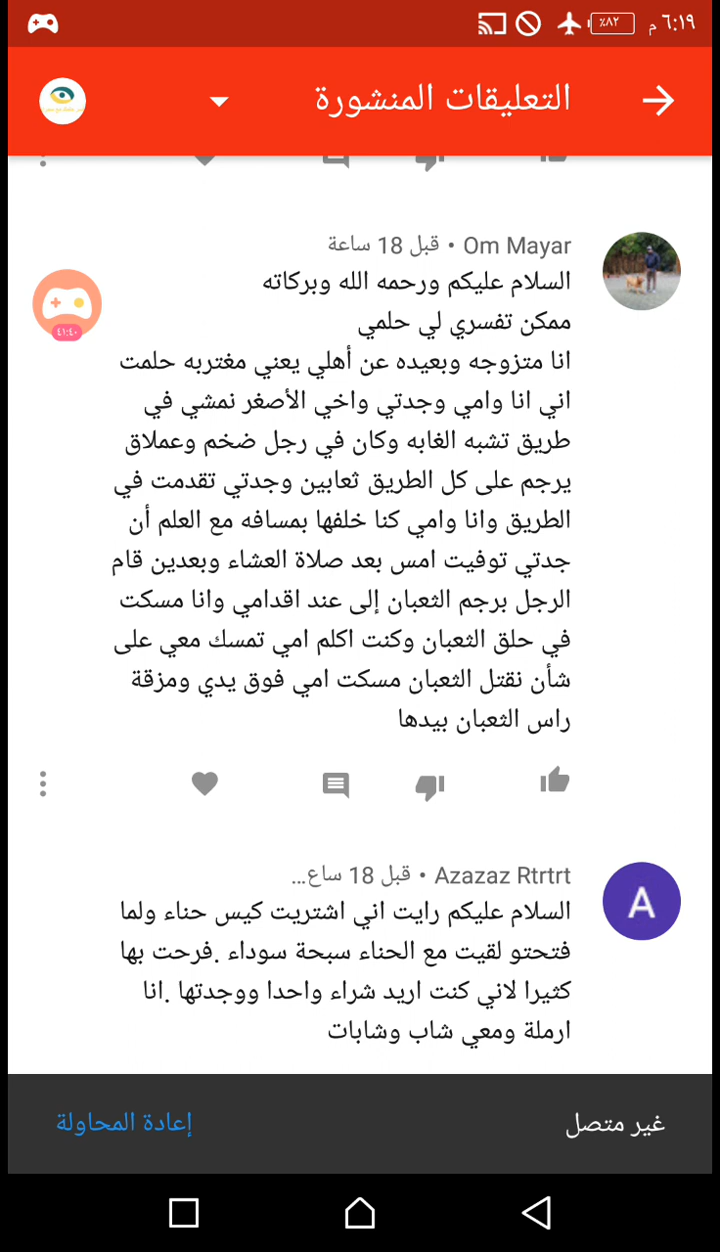 ٦:١٩ م ٨٢٪
التعليقات المنشورة
Om Mayar • قبل 18 ساعة
السلام عليكم ورحمه الله وبركاته
ممكن تفسري لي حلمي
انا متزوجه وبعيده عن أهلي يعني مغتربه حلمت
اني انا وامي وجدتي واخي الأصغر نمشي في
طريق تشبه الغابه وكان في رجل ضخم وعملاق
يرجم على كل الطريق ثعابين وجدتي تقدمت في
الطريق وانا وامي كنا خلفها بمسافه مع العلم أن
جدتي توفيت امس بعد صلاة العشاء وبعدين قام
الرجل برجم الثعبان إلى عند اقدامي وانا مسكت
في حلق الثعبان وكنت اكلم امي تمسك معي على
شأن نقتل الثعبان مسكت امي فوق يدي ومزقة
راس الثعبان بيدها
٤١:٤٠
Azazaz Rtrtrt • قبل 18 ساع...
A
السلام عليكم رايت اني اشتريت كيس حناء ولما
فتحتو لقيت مع الحناء سبحة سوداء .فرحت بها
كثيرا لاني كنت اريد شراء واحدا ووجدتها .انا
ارملة ومعي شاب وشابات
غير متصل
إعادة المحاولة